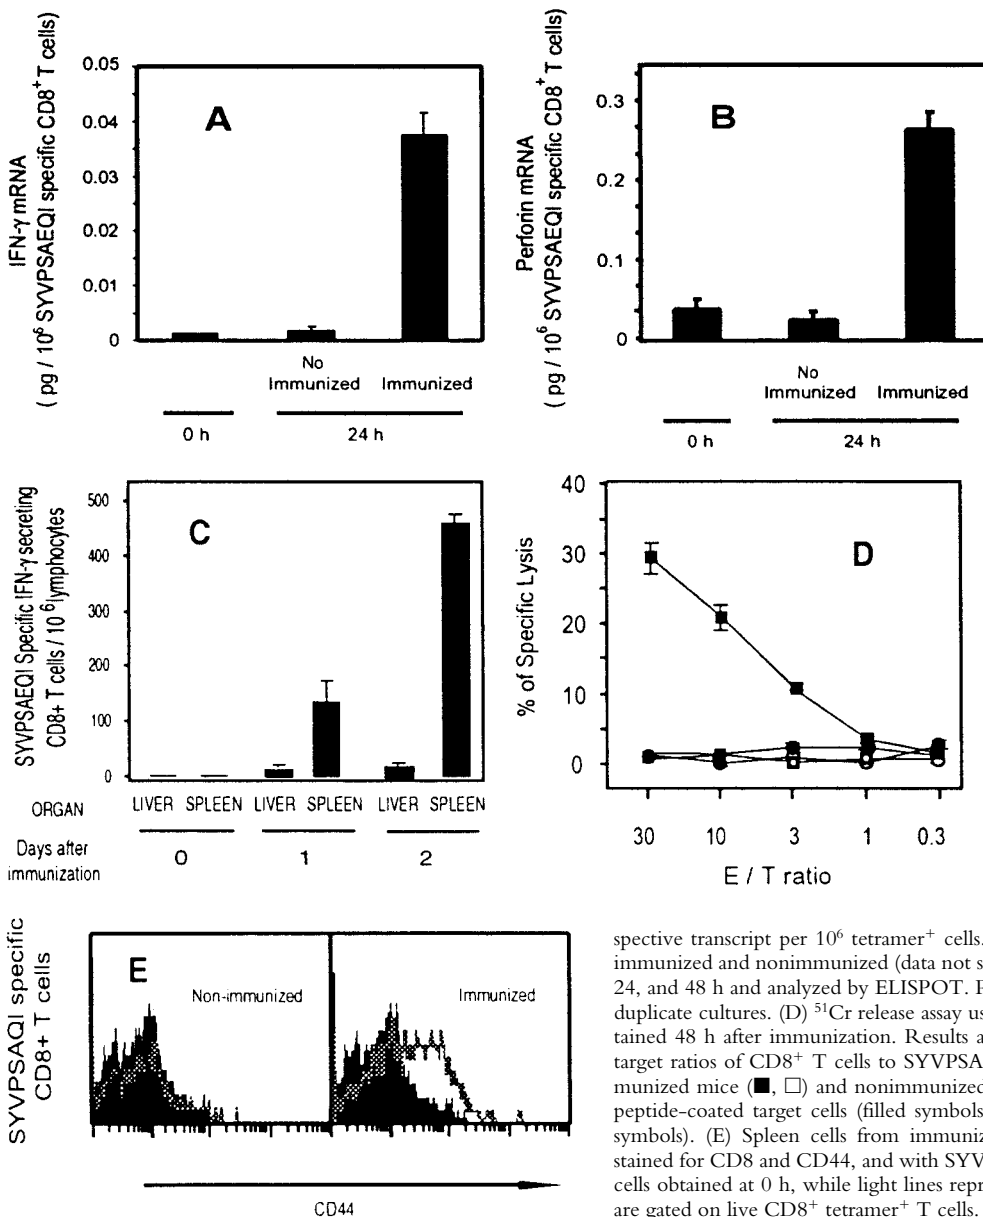 IFN-γ mRNA
( pg / 10⁶ SYVPSAEQI specific CD8⁺ T cells)
0.05
0.04
0.03
0.02
0.01
0
A
No
Immunized
Immunized
0 h
24 h
Perforin mRNA
( pg / 10⁶ SYVPSAEQI specific CD8⁺ T cells)
0.3
0.2
0.1
0
B
No
Immunized
Immunized
0 h
24 h
SYVPSAEQI Specific IFN-γ secreting
CD8+ T cells / 10⁶ lymphocytes
500
400
300
200
100
0
C
ORGAN
LIVER SPLEEN LIVER SPLEEN LIVER SPLEEN
Days after
immunization
0
1
2
% of Specific Lysis
40
30
20
10
0
D
30 10 3 1 0.3
E / T ratio
SYVPSAQI specific
CD8+ T cells
E
Non-immunized
Immunized
CD44
spective transcript per 10⁶ tetramer⁺ cells.
immunized and nonimmunized (data not s
24, and 48 h and analyzed by ELISPOT.
duplicate cultures. (D) ⁵¹Cr release assay us
tained 48 h after immunization. Results a
target ratios of CD8⁺ T cells to SYVPSA
munized mice (■, □) and nonimmunized
peptide-coated target cells (filled symbols
symbols). (E) Spleen cells from immuniz
stained for CD8 and CD44, and with SYV
cells obtained at 0 h, while light lines repr
are gated on live CD8⁺ tetramer⁺ T cells.